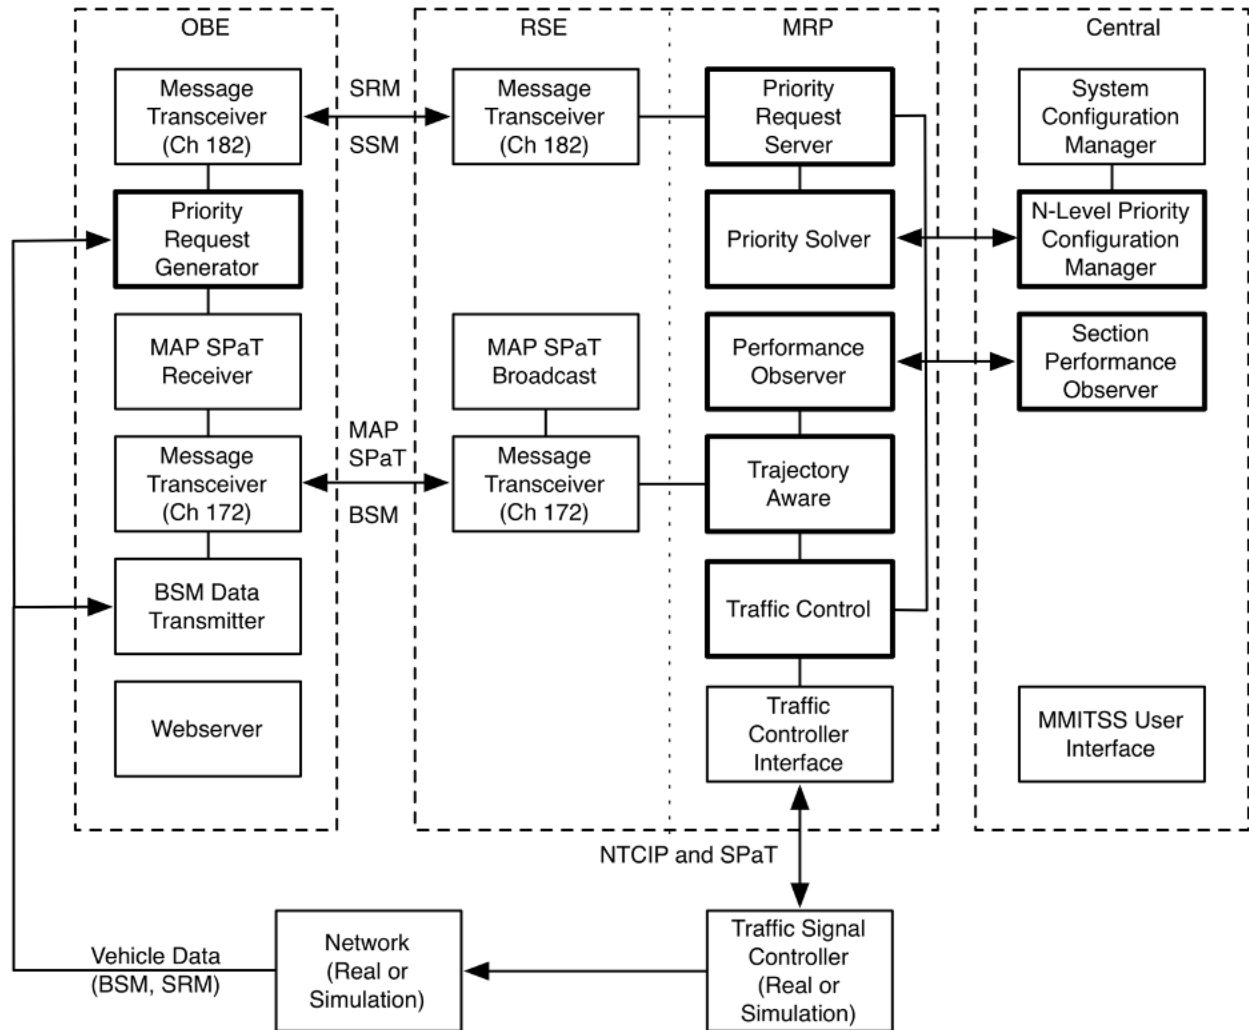 OBE
RSE
MRP
Central
Message
Transceiver
(Ch 182)
SRM
SSM
Message
Transceiver
(Ch 182)
Priority
Request
Server
System
Configuration
Manager
Priority
Request
Generator
Priority Solver
N-Level Priority
Configuration
Manager
MAP SPaT
Receiver
MAP SPaT
Broadcast
Performance
Observer
Section
Performance
Observer
Message
Transceiver
(Ch 172)
MAP
SPaT
BSM
Message
Transceiver
(Ch 172)
Trajectory
Aware
BSM Data
Transmitter
Traffic Control
Webserver
Traffic
Controller
Interface
MMITSS User
Interface
NTCIP and SPaT
Vehicle Data
(BSM, SRM)
Network
(Real or
Simulation)
Traffic Signal
Controller
(Real or
Simulation)